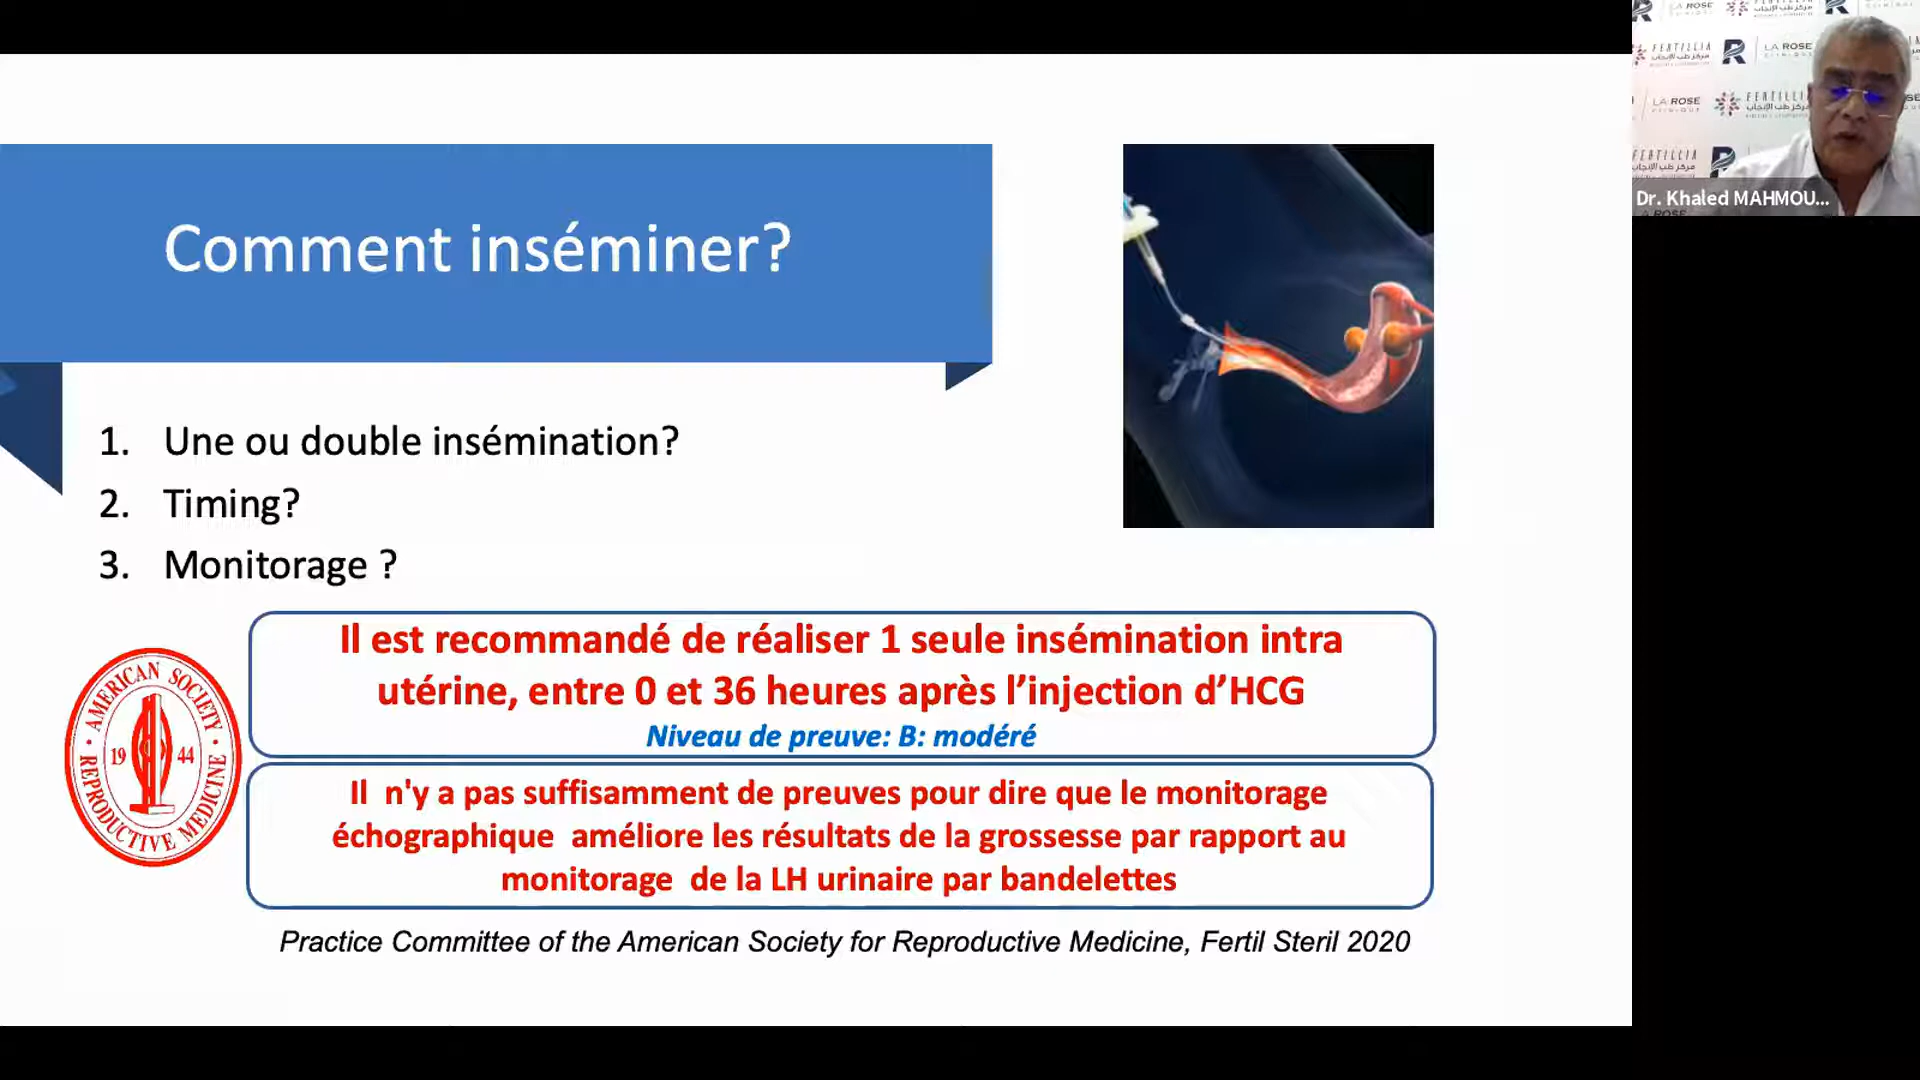 Comment inséminer?
1. Une ou double insémination?
2. Timing?
3. Monitorage ?
Il est recommandé de réaliser 1 seule insémination intra
utérine, entre 0 et 36 heures après l’injection d’HCG
Niveau de preuve: B: modéré
AMERICAN SOCIETY
19 44
REPRODUCTIVE MEDICINE
Il n'y a pas suffisamment de preuves pour dire que le monitorage
échographique améliore les résultats de la grossesse par rapport au
monitorage de la LH urinaire par bandelettes
Practice Committee of the American Society for Reproductive Medicine, Fertil Steril 2020
LA ROSE
FERTILLIA
مركز طب الإنجاب
Dr. Khaled MAHMOU...